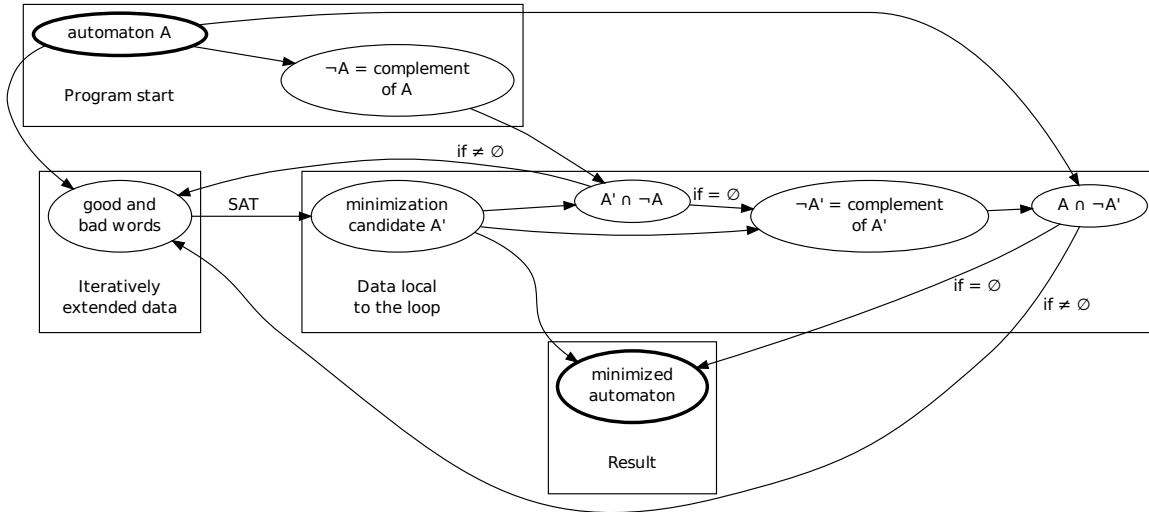 automaton A
¬A = complement
of A
Program start
if ≠ ∅
good and
bad words
SAT
minimization
candidate A'
A' ∩ ¬A
if = ∅
¬A' = complement
of A'
A ∩ ¬A'
Iteratively
extended data
Data local
to the loop
if = ∅
if ≠ ∅
minimized
automaton
Result